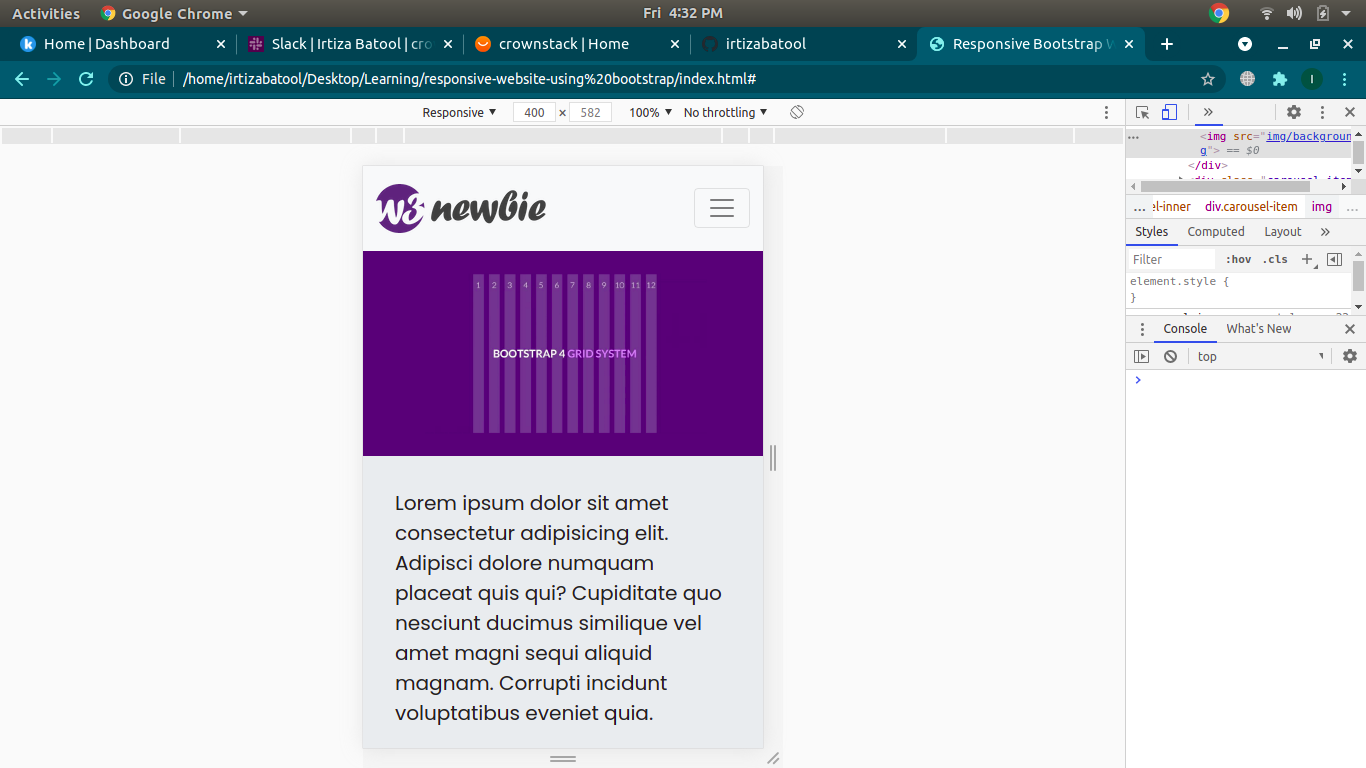 Activities Google Chrome Fri 4:32 PM
Home | Dashboard Slack | Irtiza Batool | cro crownstack | Home irtizabatool Responsive Bootstrap W
File /home/irtizabatool/Desktop/Learning/responsive-website-using%20bootstrap/index.html# I
Responsive 400 × 582 100% No throttling
<img src="img/backgroun
g"> == $0
</div>
... el-inner div.carousel-item img ...
Styles Computed Layout
Filter :hov .cls
element.style {
}
Console What's New
top
W3 newbie
1 2 3 4 5 6 7 8 9 10 11 12
BOOTSTRAP 4 GRID SYSTEM
Lorem ipsum dolor sit amet
consectetur adipisicing elit.
Adipisci dolore numquam
placeat quis qui? Cupiditate quo
nesciunt ducimus similique vel
amet magni sequi aliquid
magnam. Corrupti incidunt
voluptatibus eveniet quia.